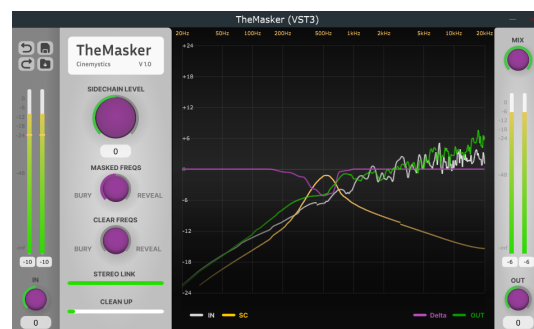 TheMasker (VST3)
TheMasker
Cinemystics V 1.0
SIDECHAIN LEVEL
0
MASKED FREQS
BURY REVEAL
CLEAR FREQS
BURY REVEAL
STEREO LINK
CLEAN UP
-10 -10
IN
0
20Hz 50Hz 100Hz 200Hz 500Hz 1kHz 2kHz 5kHz 10kHz 20kHz
+24
+18
+12
+6
0
-6
-12
-18
-24
IN SC Delta OUT
MIX
-6 -6
OUT
0